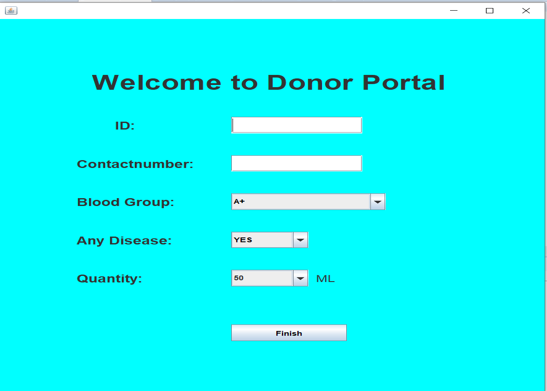 Welcome to Donor Portal
ID:
Contactnumber:
Blood Group: A+
Any Disease: YES
Quantity: 50 ML
Finish